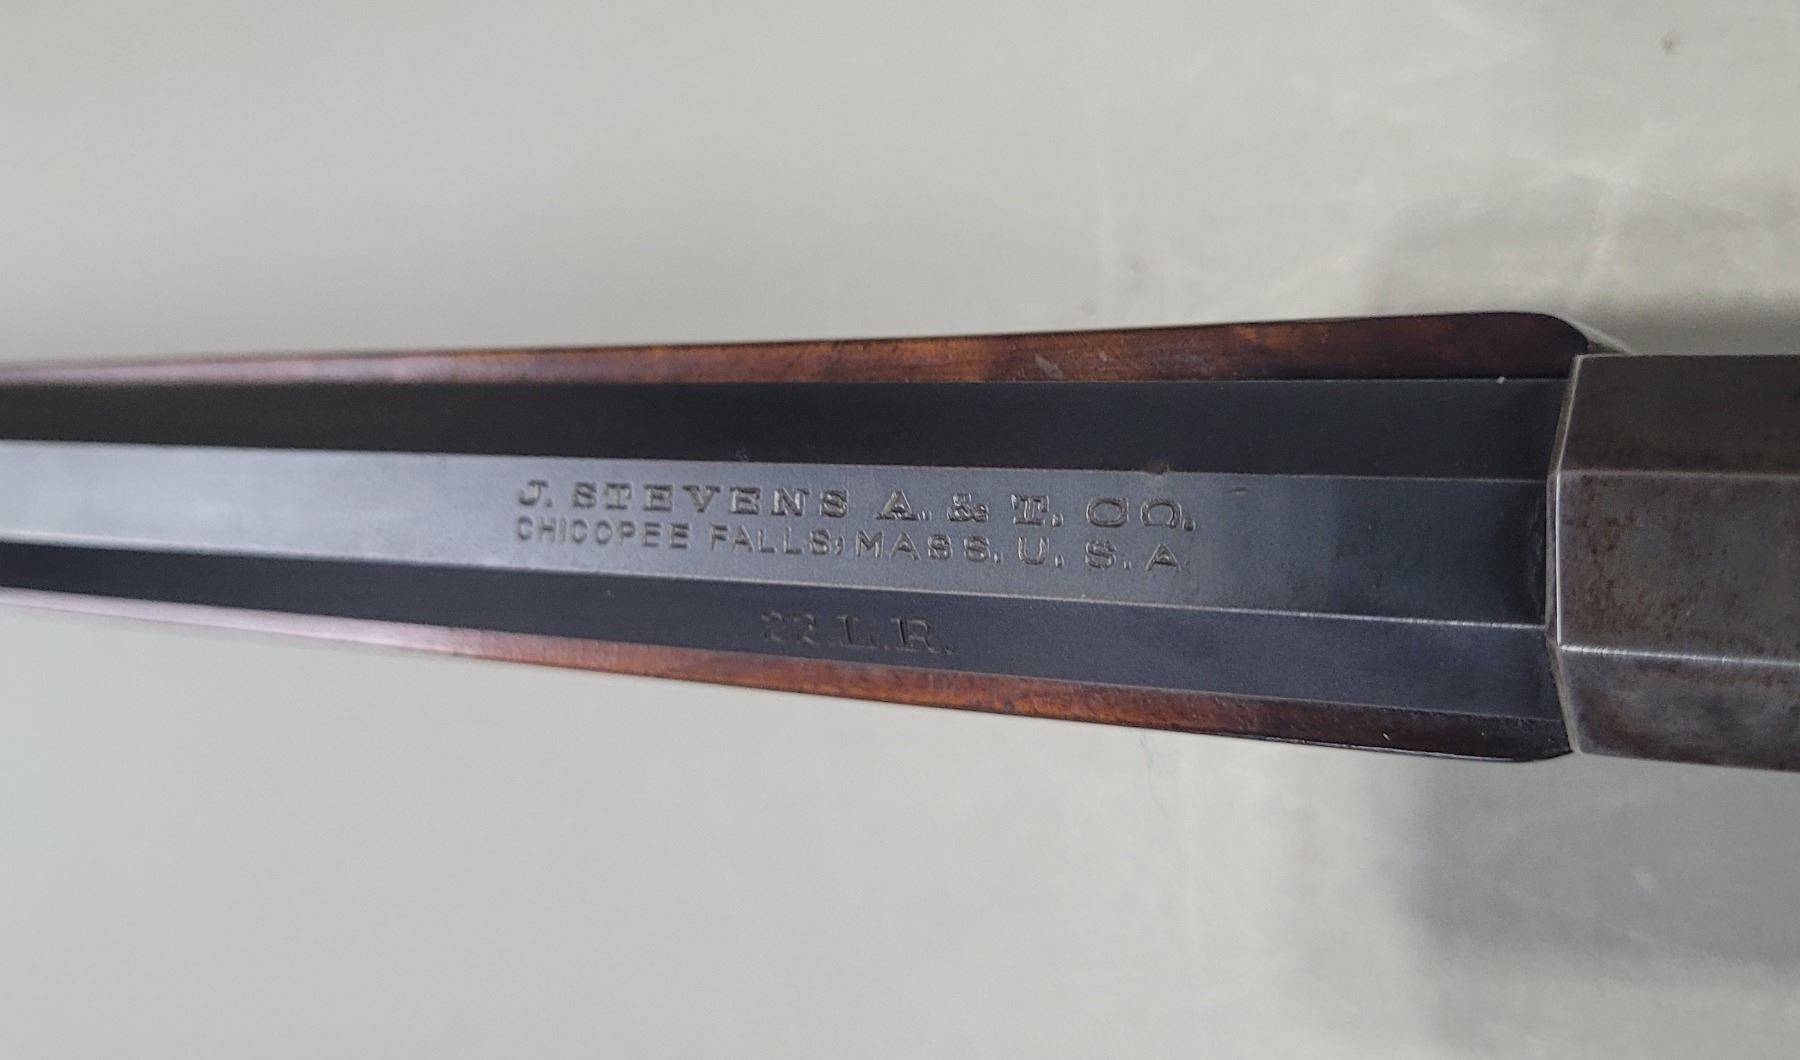 J. STEVENS A. & T. CO.
CHICOPEE FALLS, MASS. U. S. A.
22.L.R.